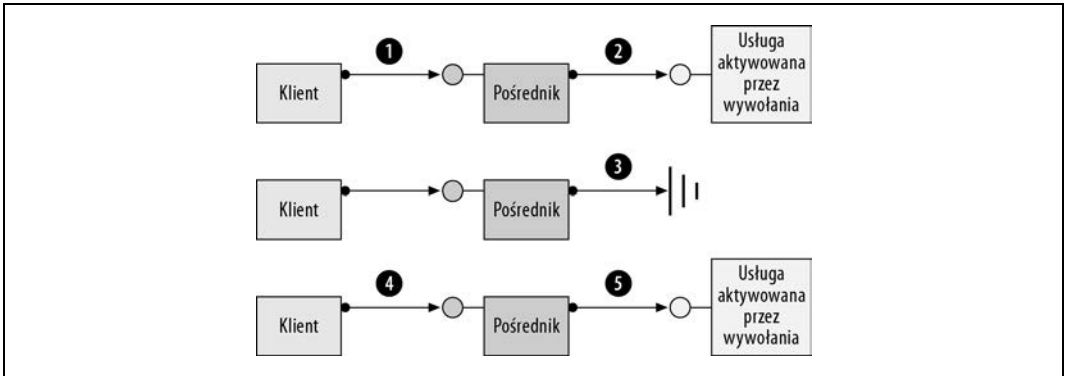 1
2
Klient
Pośrednik
Usługa
aktywowana
przez
wywołania
3
Klient
Pośrednik
4
5
Klient
Pośrednik
Usługa
aktywowana
przez
wywołania